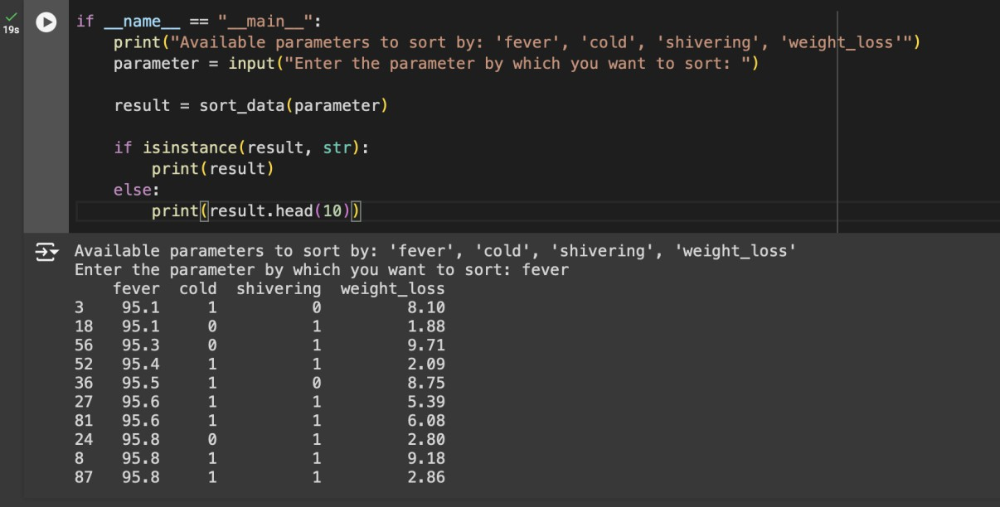 19s
if __name__ == "__main__":
    print("Available parameters to sort by: 'fever', 'cold', 'shivering', 'weight_loss'")
    parameter = input("Enter the parameter by which you want to sort: ")
    result = sort_data(parameter)
    if isinstance(result, str):
        print(result)
    else:
        print(result.head(10))
Available parameters to sort by: 'fever', 'cold', 'shivering', 'weight_loss'
Enter the parameter by which you want to sort: fever
    fever  cold  shivering  weight_loss
3    95.1     1          0         8.10
18   95.1     0          1         1.88
56   95.3     0          1         9.71
52   95.4     1          1         2.09
36   95.5     1          0         8.75
27   95.6     1          1         5.39
81   95.6     1          1         6.08
24   95.8     0          1         2.80
8    95.8     1          1         9.18
87   95.8     1          1         2.86